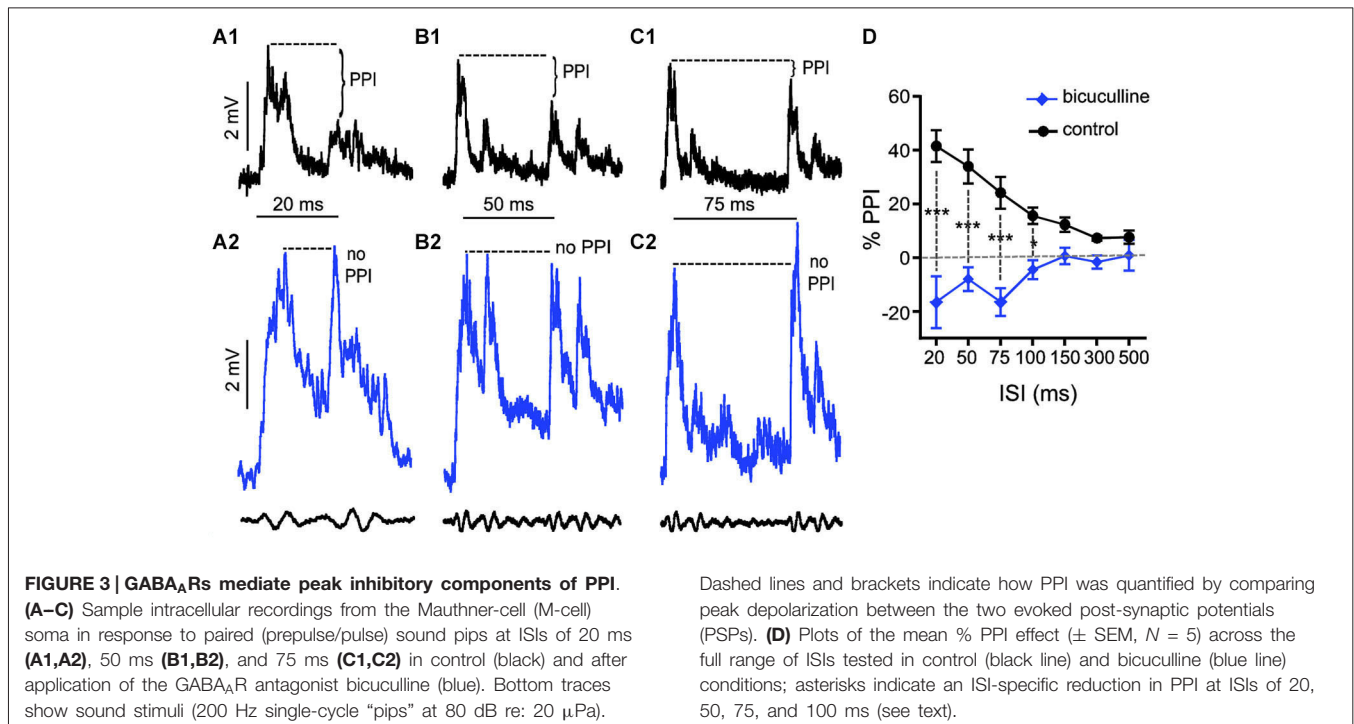 A1
B1
C1
D
PPI
PPI
PPI
2 mV
20 ms
50 ms
75 ms
A2
B2
C2
no
PPI
no PPI
no
PPI
2 mV
bicuculline
control
% PPI
60
40
20
0
-20
***
***
***
*
20 50 75 100 150 300 500
ISI (ms)
FIGURE 3 | GABA_ARs mediate peak inhibitory components of PPI.
(A–C) Sample intracellular recordings from the Mauthner-cell (M-cell)
soma in response to paired (prepulse/pulse) sound pips at ISIs of 20 ms
(A1,A2), 50 ms (B1,B2), and 75 ms (C1,C2) in control (black) and after
application of the GABA_AR antagonist bicuculline (blue). Bottom traces
show sound stimuli (200 Hz single-cycle “pips” at 80 dB re: 20 μPa).
Dashed lines and brackets indicate how PPI was quantified by comparing
peak depolarization between the two evoked post-synaptic potentials
(PSPs). (D) Plots of the mean % PPI effect (± SEM, N = 5) across the
full range of ISIs tested in control (black line) and bicuculline (blue line)
conditions; asterisks indicate an ISI-specific reduction in PPI at ISIs of 20,
50, 75, and 100 ms (see text).